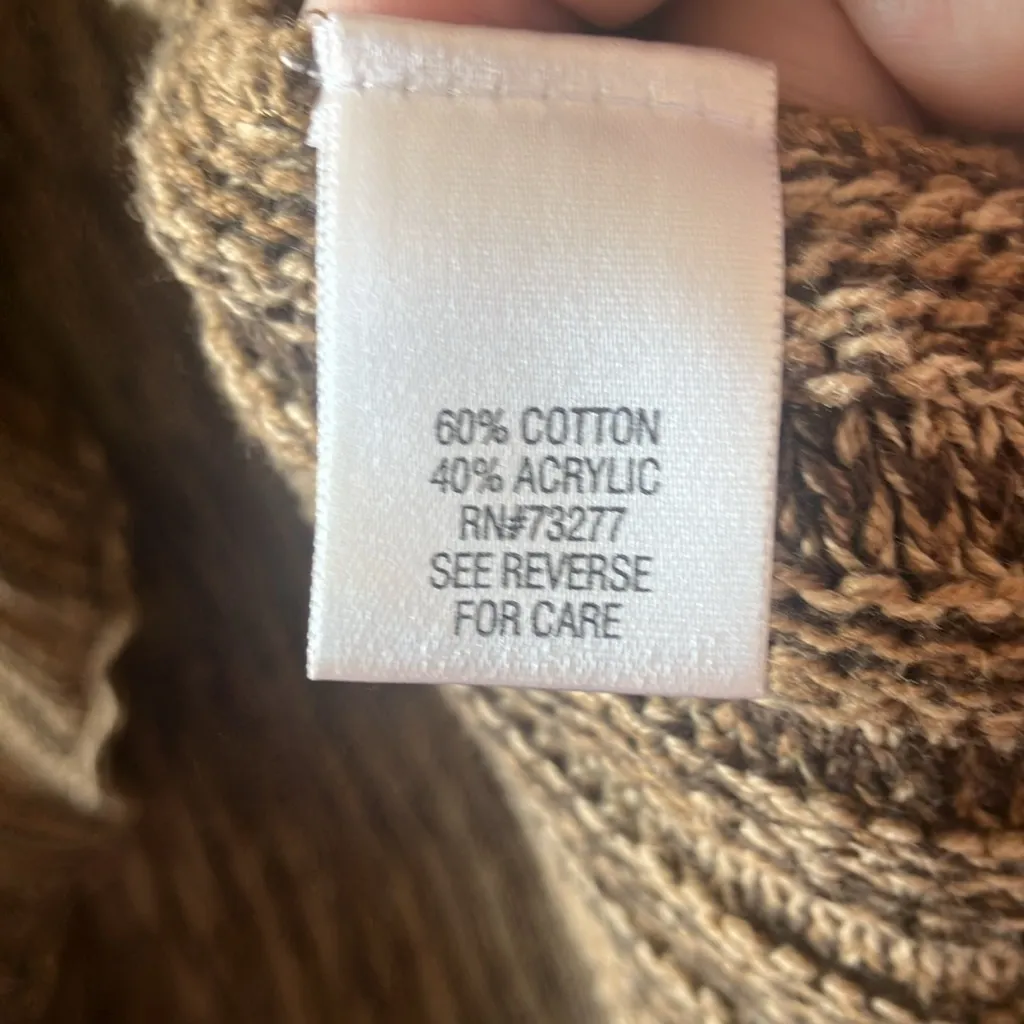 60% COTTON
40% ACRYLIC
RN#73277
SEE REVERSE
FOR CARE